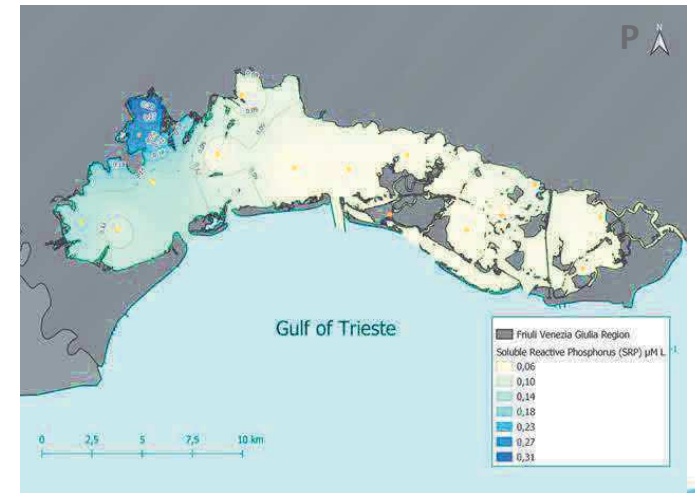 P
N
Gulf of Trieste
Friuli Venezia Giulia Region
Soluble Reactive Phosphorus (SRP) µM L -1
0,06
0,10
0,14
0,18
0,23
0,27
0,31
0 2,5 5 7,5 10 km